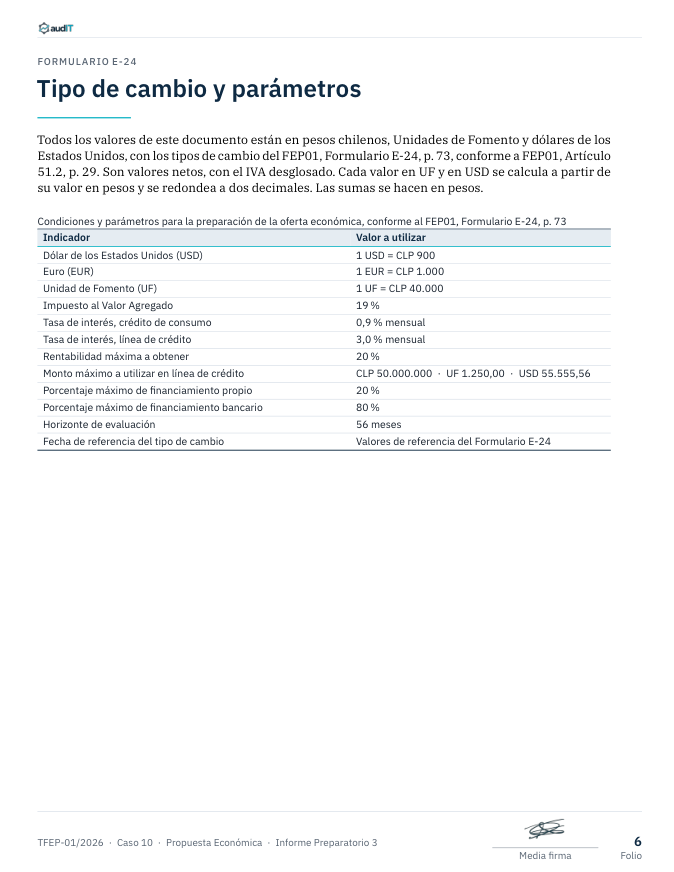 audIT
FORMULARIO E-24
Tipo de cambio y parámetros
Todos los valores de este documento están en pesos chilenos, Unidades de Fomento y dólares de los
Estados Unidos, con los tipos de cambio del FEP01, Formulario E-24, p. 73, conforme a FEP01, Artículo
51.2, p. 29. Son valores netos, con el IVA desglosado. Cada valor en UF y en USD se calcula a partir de
su valor en pesos y se redondea a dos decimales. Las sumas se hacen en pesos.
Condiciones y parámetros para la preparación de la oferta económica, conforme al FEP01, Formulario E-24, p. 73
Indicador Valor a utilizar
Dólar de los Estados Unidos (USD) 1 USD = CLP 900
Euro (EUR) 1 EUR = CLP 1.000
Unidad de Fomento (UF) 1 UF = CLP 40.000
Impuesto al Valor Agregado 19 %
Tasa de interés, crédito de consumo 0,9 % mensual
Tasa de interés, línea de crédito 3,0 % mensual
Rentabilidad máxima a obtener 20 %
Monto máximo a utilizar en línea de crédito CLP 50.000.000 · UF 1.250,00 · USD 55.555,56
Porcentaje máximo de financiamiento propio 20 %
Porcentaje máximo de financiamiento bancario 80 %
Horizonte de evaluación 56 meses
Fecha de referencia del tipo de cambio Valores de referencia del Formulario E-24
TFEP-01/2026 · Caso 10 · Propuesta Económica · Informe Preparatorio 3
Media firma
6
Folio